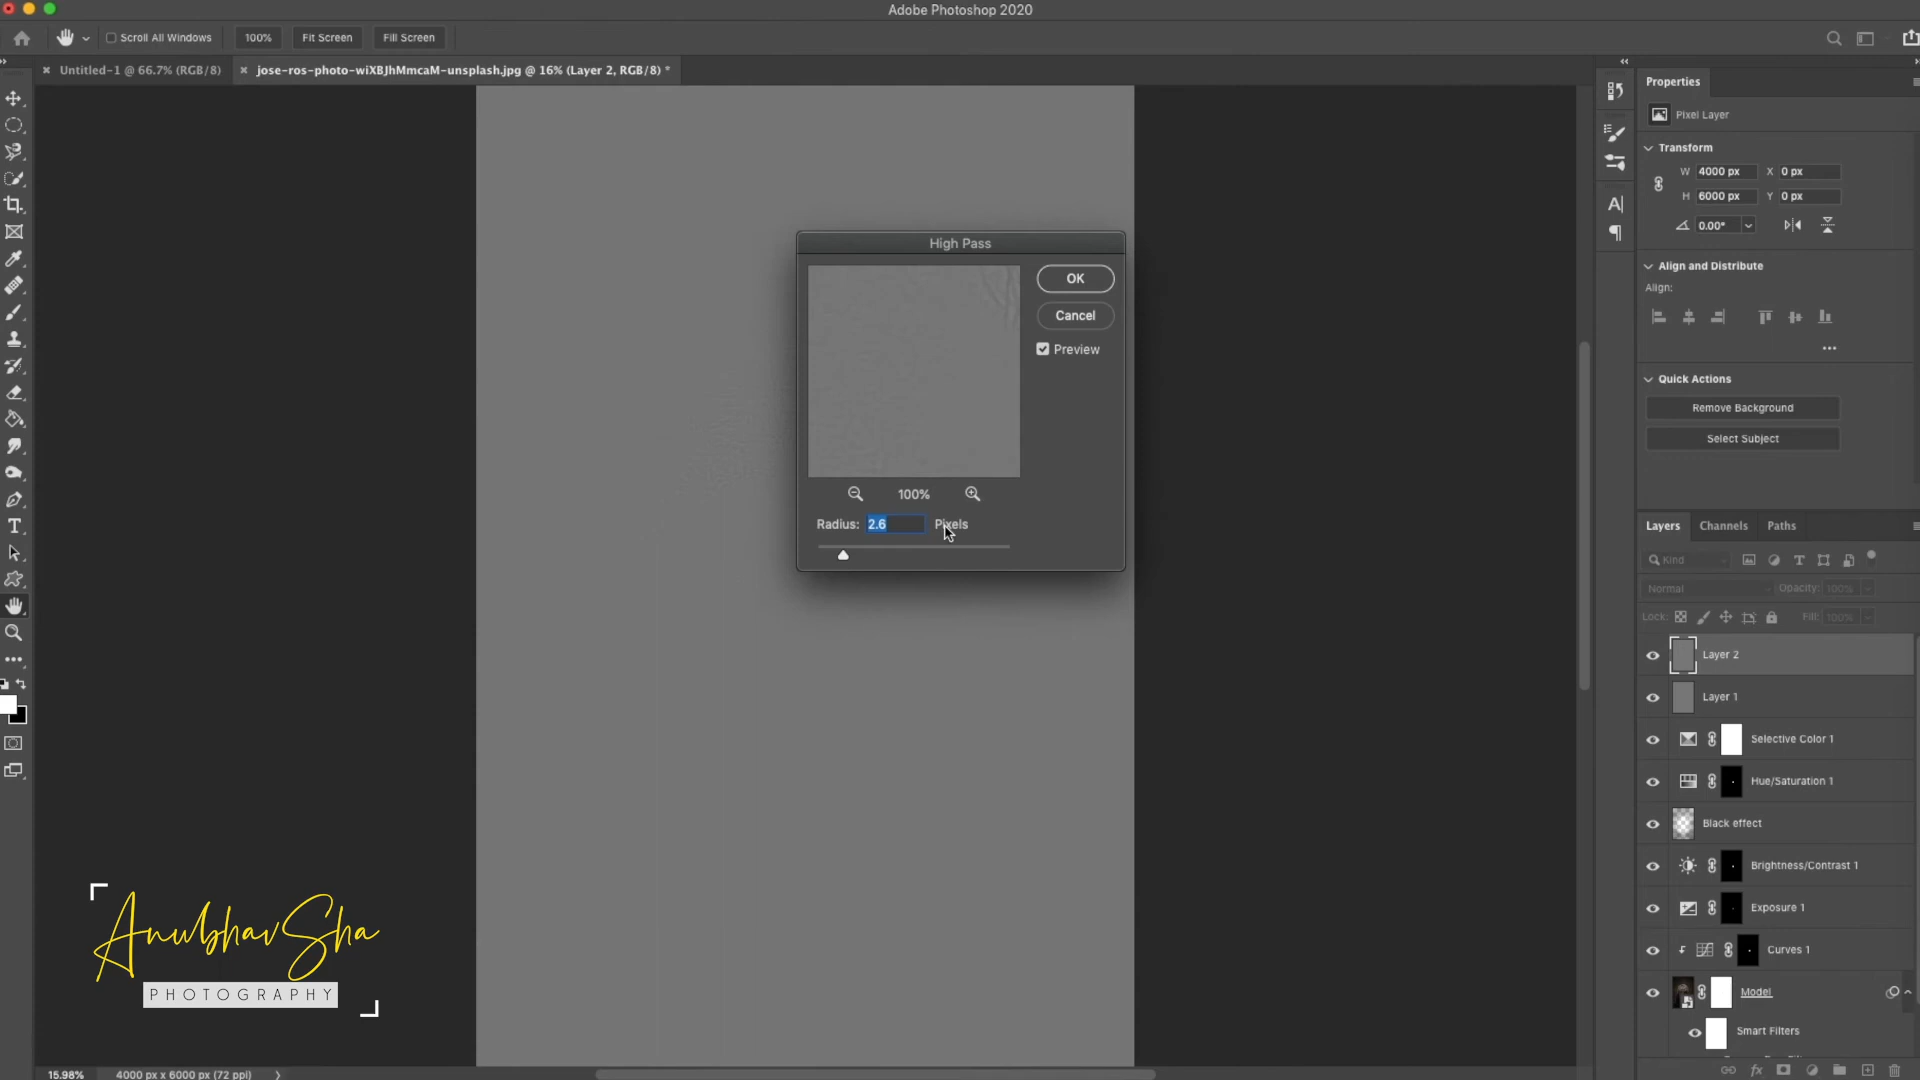 Adobe Photoshop 2020
Scroll All Windows 100% Fit Screen Fill Screen
Untitled-1 @ 66.7% (RGB/8) jose-ros-photo-wiXBJhMmcaM-unsplash.jpg @ 16% (Layer 2, RGB/8) *
Properties
Pixel Layer
Transform
W 4000 px X 0 px
H 6000 px Y 0 px
0.00°
Align and Distribute
Align:
Quick Actions
Remove Background
Select Subject
High Pass
OK
Cancel
Preview
100%
Radius: 2.6 Pixels
Layers Channels Paths
Kind
Normal Opacity: 100%
Lock: Fill: 100%
Layer 2
Layer 1
Selective Color 1
Hue/Saturation 1
Black effect
Brightness/Contrast 1
Exposure 1
Curves 1
Model
Smart Filters
Anubhav Sha
PHOTOGRAPHY
15.98% 4000 px x 6000 px (72 ppi)